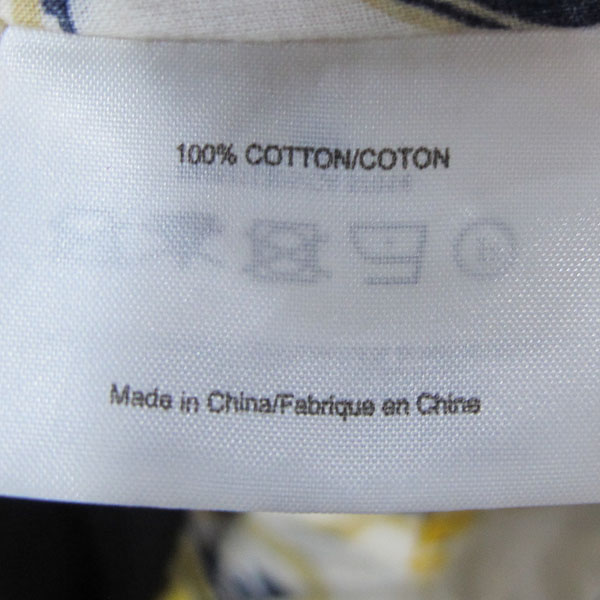 100% COTTON/COTON
Made in China/Fabrique en Chine